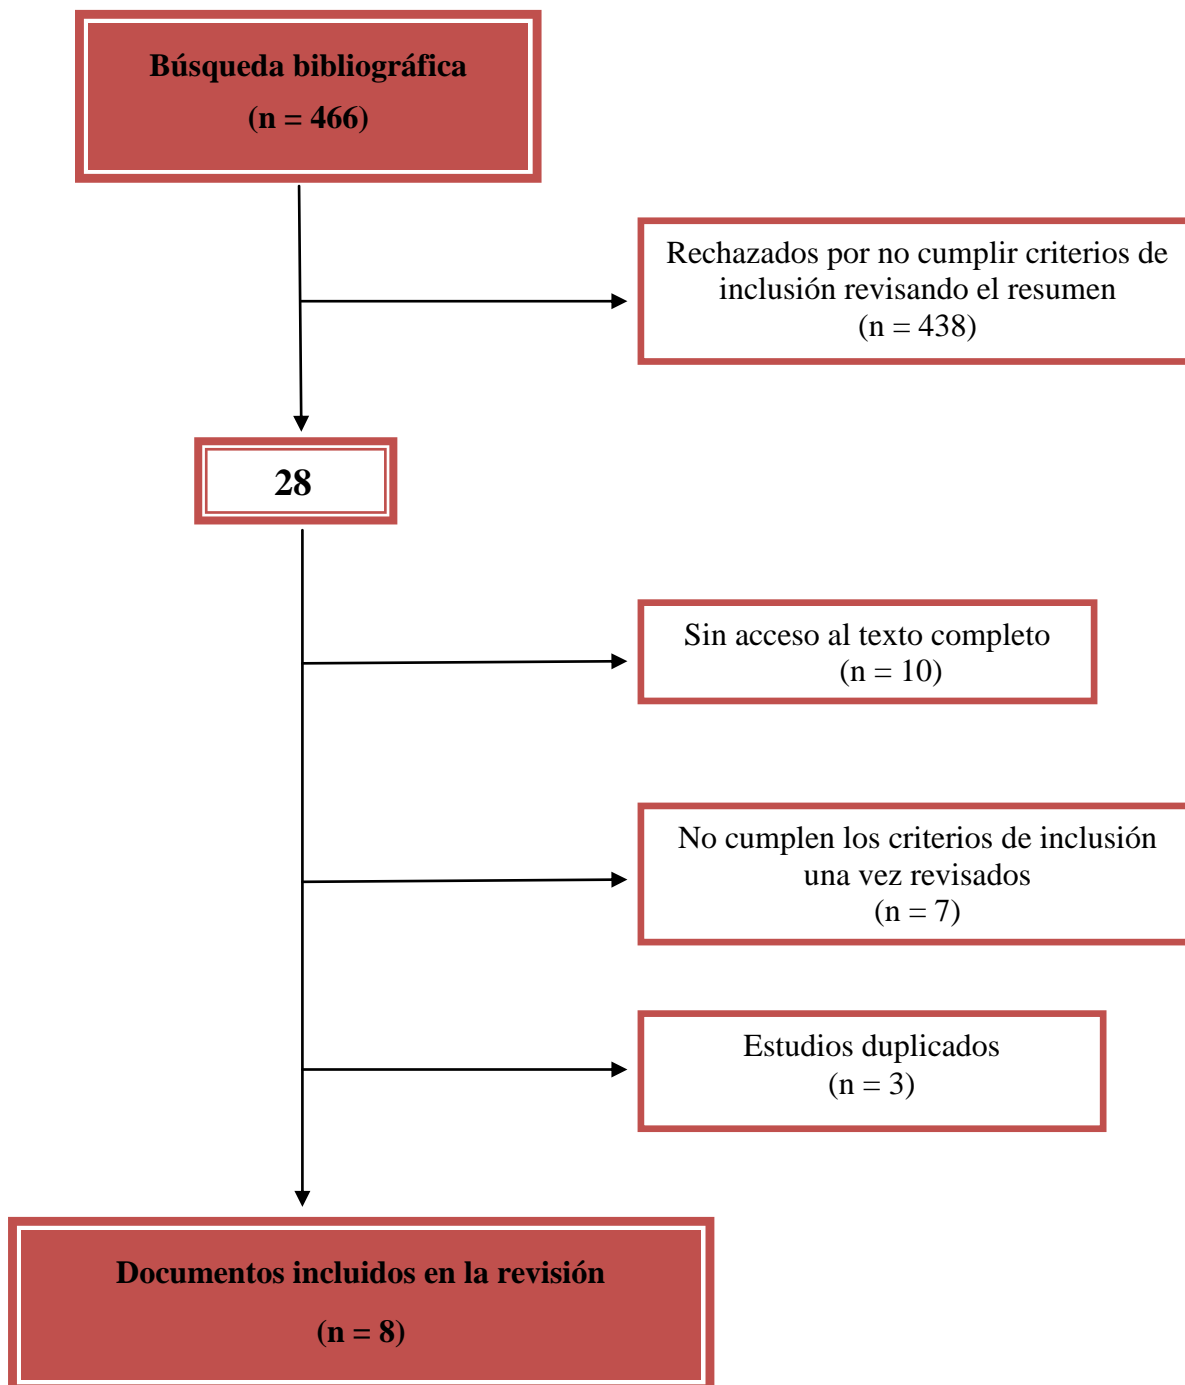 Búsqueda bibliográfica
(n = 466)
Rechazados por no cumplir criterios de
inclusión revisando el resumen
(n = 438)
28
Sin acceso al texto completo
(n = 10)
No cumplen los criterios de inclusión
una vez revisados
(n = 7)
Estudios duplicados
(n = 3)
Documentos incluidos en la revisión
(n = 8)